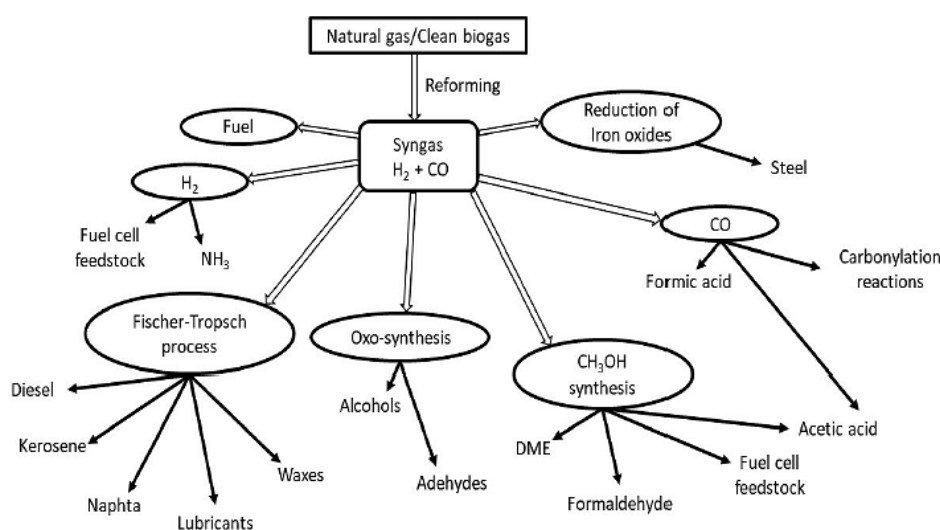 Natural gas/Clean biogas
Reforming
Fuel
Syngas
H₂ + CO
Reduction of
Iron oxides
Steel
H₂
Fuel cell
feedstock
NH₃
CO
Formic acid
Carbonylation
reactions
Fischer-Tropsch
process
Oxo-synthesis
CH₃OH
synthesis
Diesel
Kerosene
Naphta
Lubricants
Waxes
Alcohols
Adehydes
DME
Formaldehyde
Fuel cell
feedstock
Acetic acid